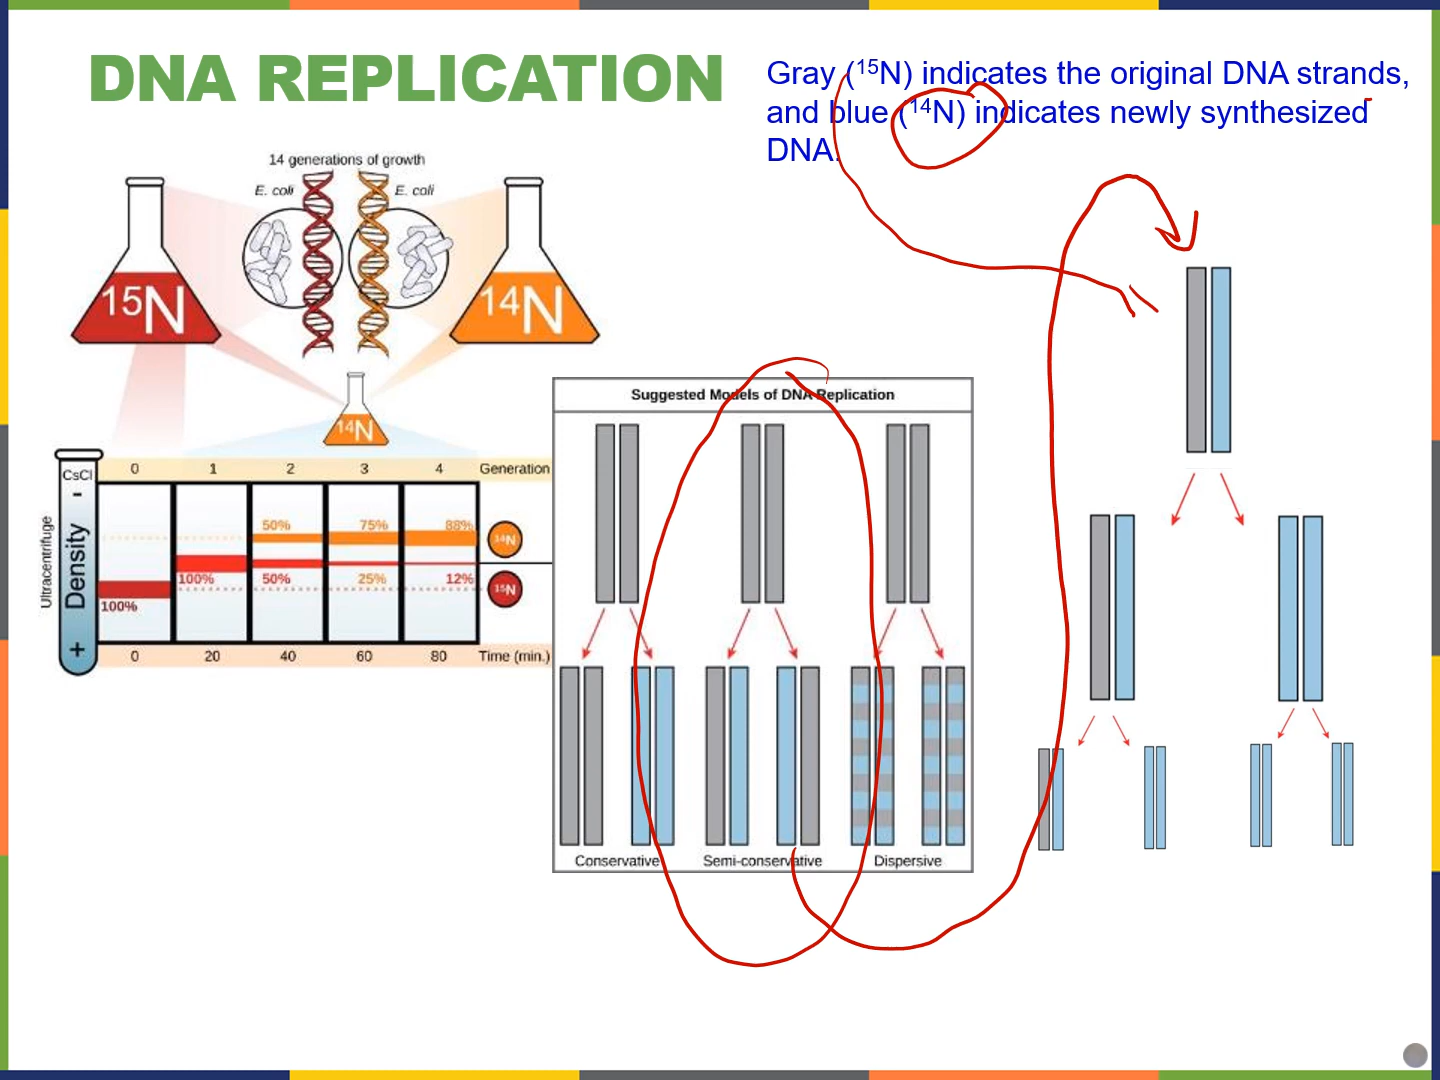 DNA REPLICATION
Gray (¹⁵N) indicates the original DNA strands,
and blue (¹⁴N) indicates newly synthesized
DNA.
14 generations of growth
E. coli
E. coli
¹⁵N
¹⁴N
¹⁴N
CsCl
0 1 2 3 4 Generation
- Density +
Ultracentrifuge
50% 75% 88%
¹⁴N
100% 50% 25% 12%
¹⁵N
100%
0 20 40 60 80 Time (min.)
Suggested Models of DNA Replication
Conservative Semi-conservative Dispersive